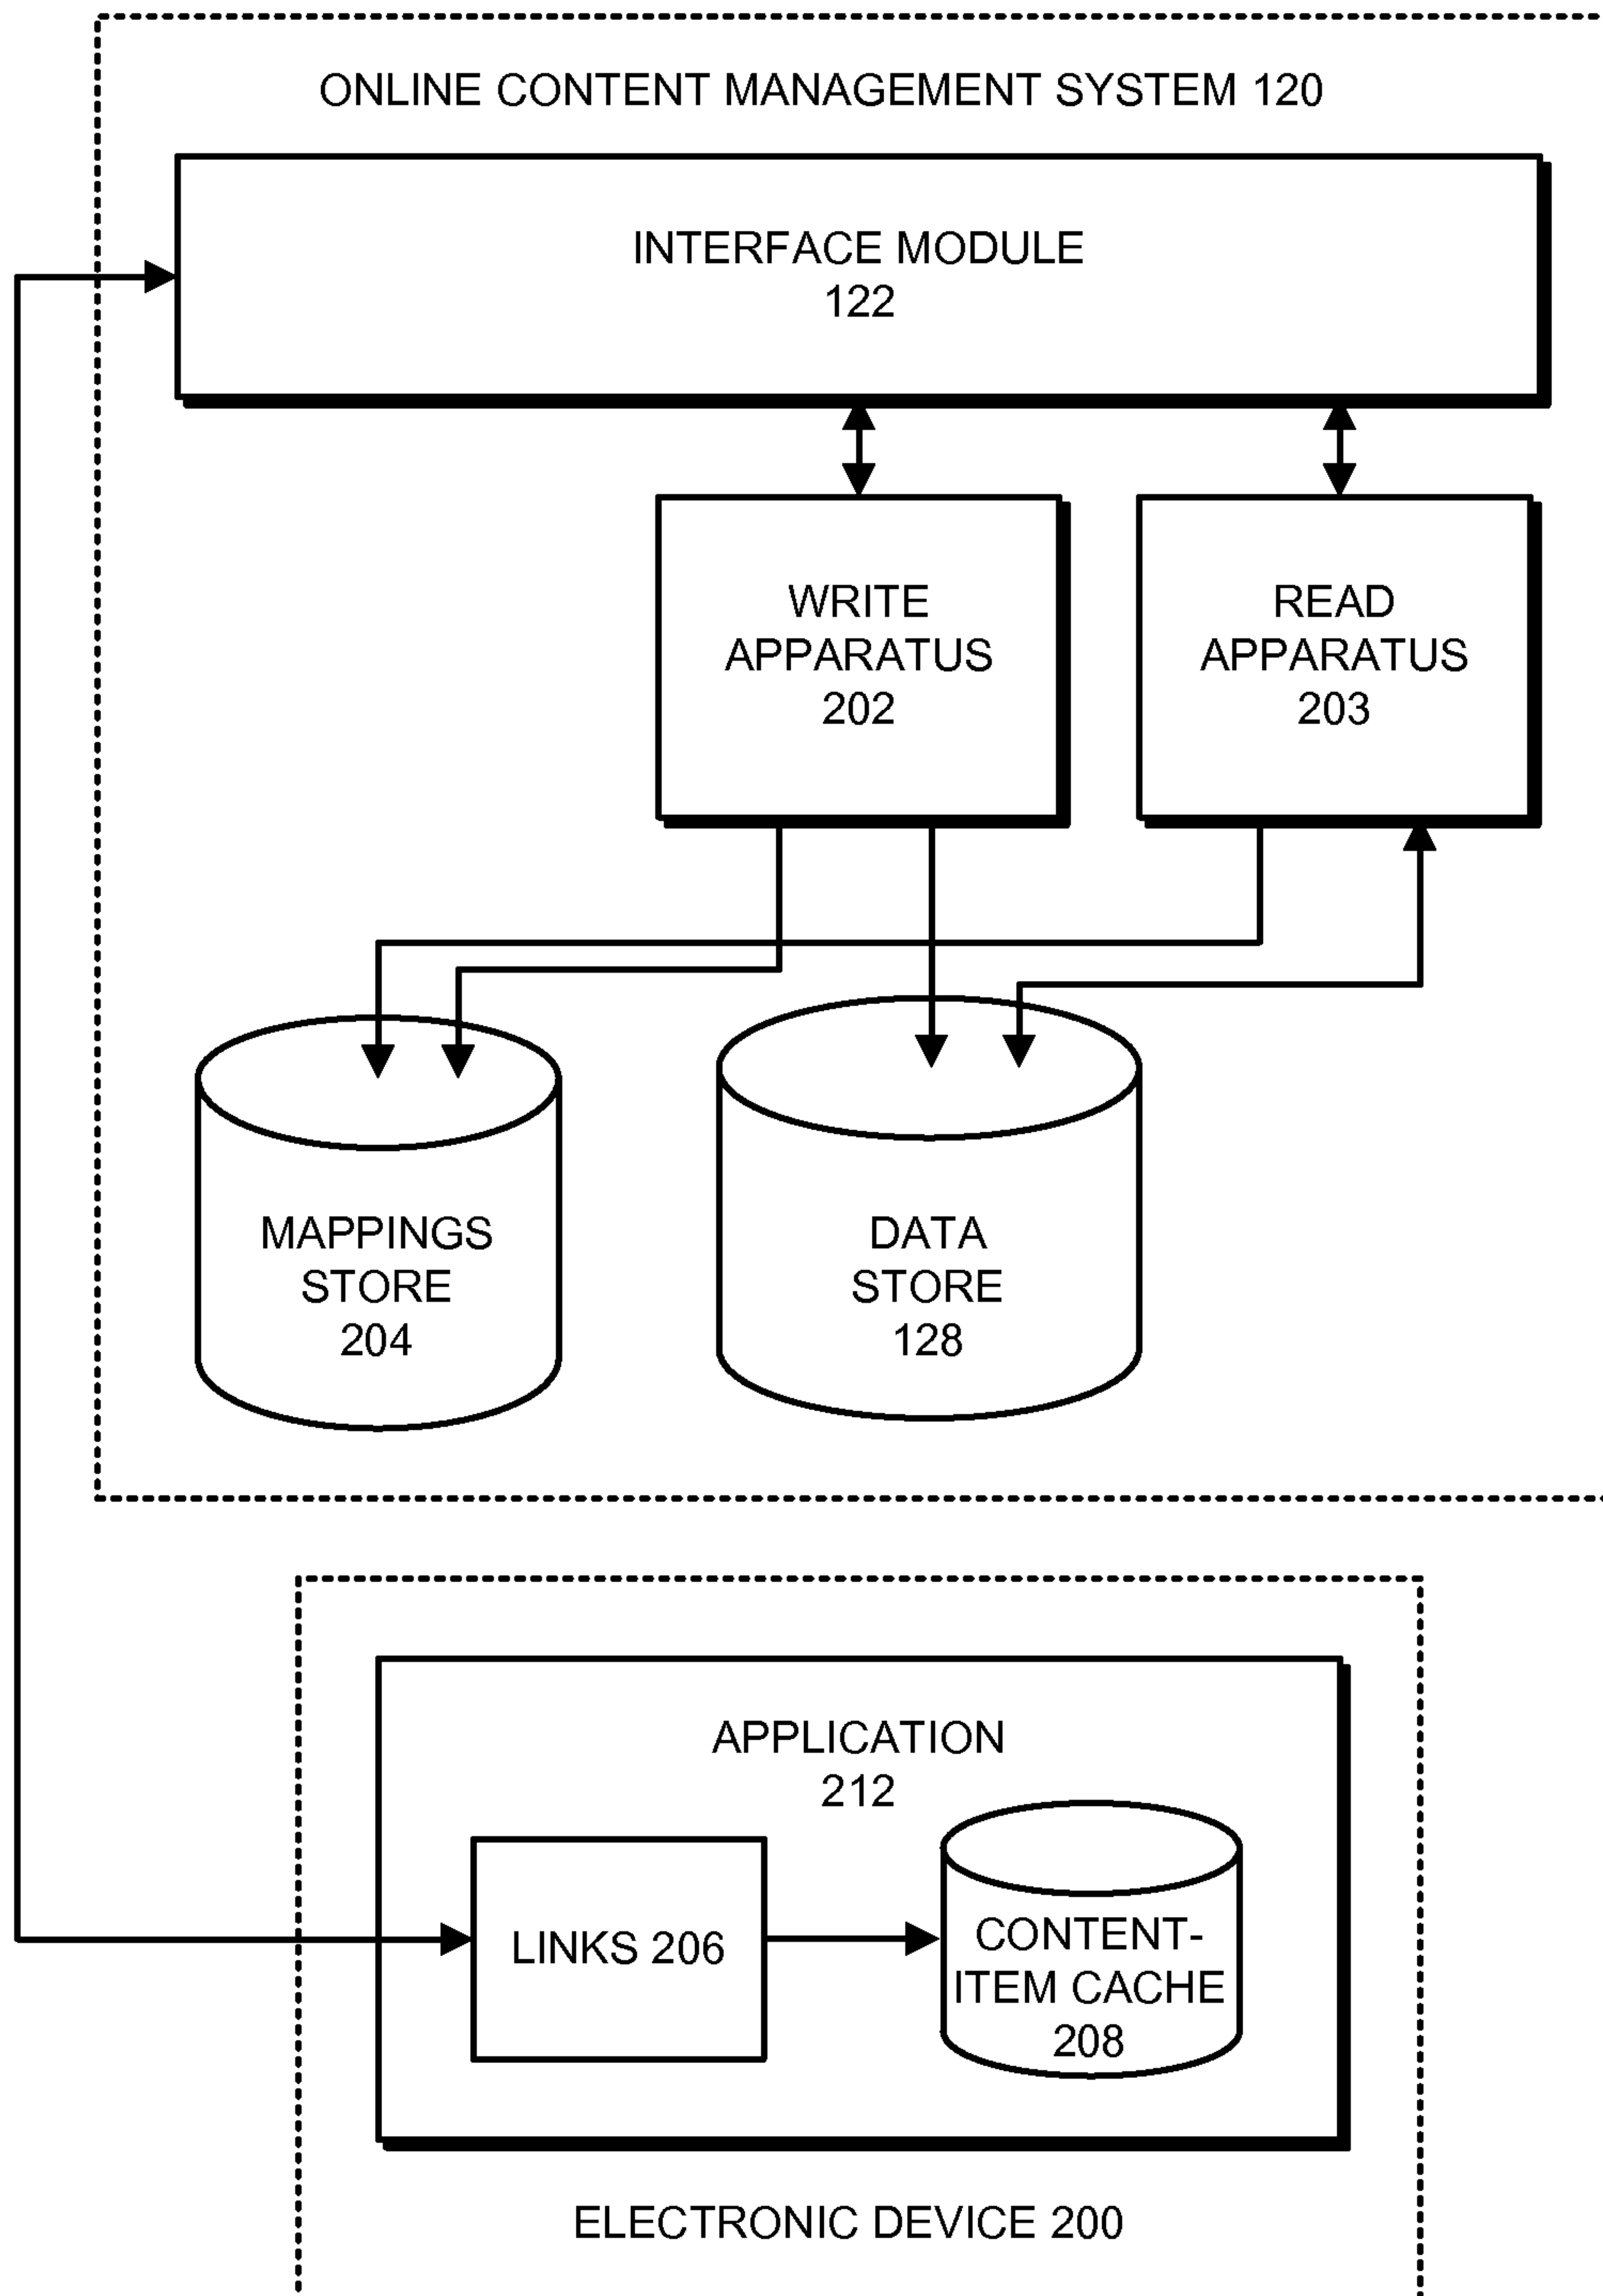 ONLINE CONTENT MANAGEMENT SYSTEM 120
INTERFACE MODULE
122
WRITE
APPARATUS
202
READ
APPARATUS
203
MAPPINGS
STORE
204
DATA
STORE
128
APPLICATION
212
LINKS 206
CONTENT-
ITEM CACHE
208
ELECTRONIC DEVICE 200